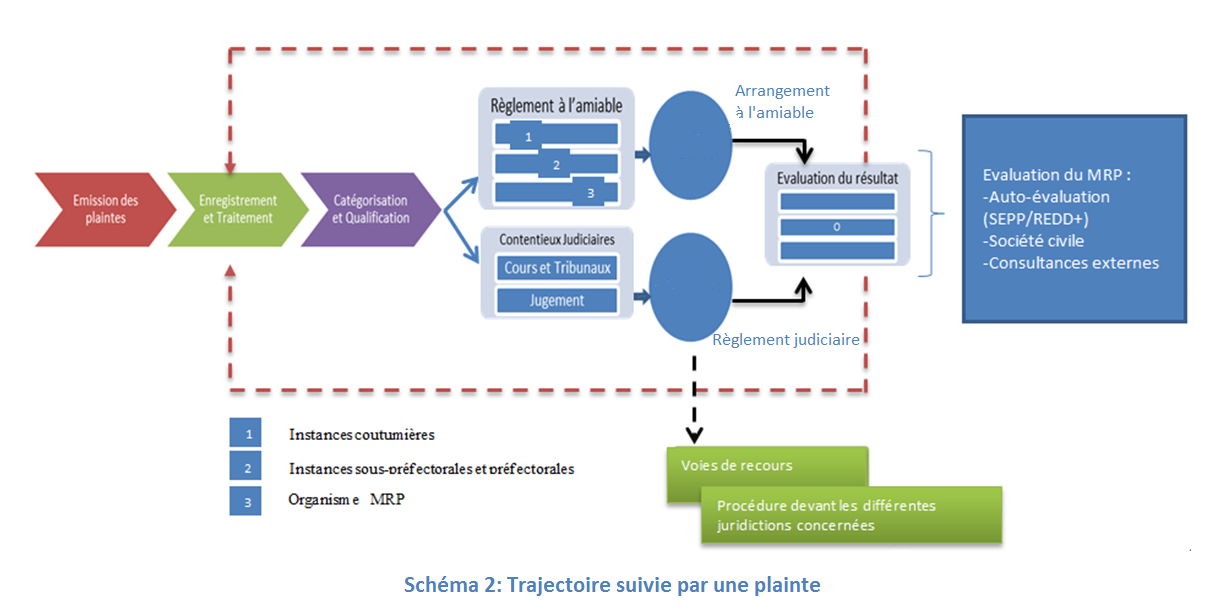 Emission des
plaintes
Enregistrement
et Traitement
Catégorisation
et Qualification
Règlement à l'amiable
1
2
3
Contentieux Judiciaires
Cours et Tribunaux
Jugement
Arrangement
à l'amiable
Règlement judiciaire
Evaluation du résultat
0
Evaluation du MRP :
-Auto-évaluation
(SEPP/REDD+)
-Société civile
-Consultances externes
1 Instances coutumières
2 Instances sous-préfectorales et préfectorales
3 Organism e MRP
Voies de recours
Procédure devant les différentes
juridictions concernées
.
Schéma 2: Trajectoire suivie par une plainte